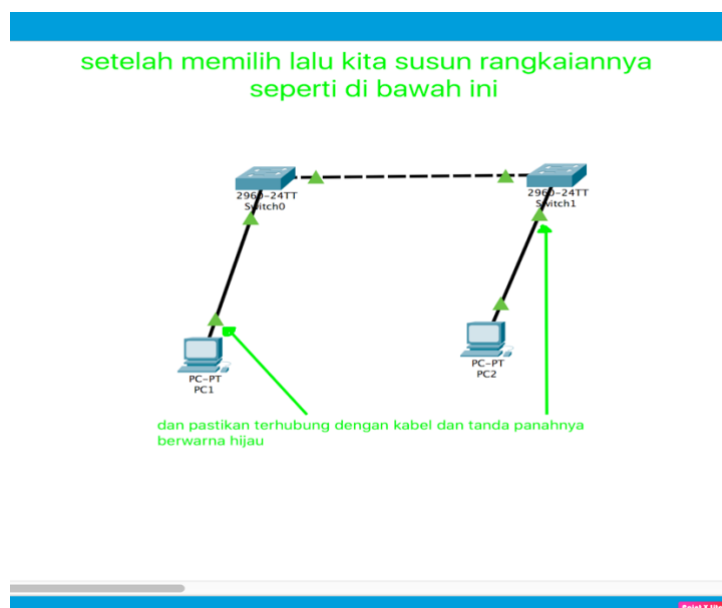 setelah memilih lalu kita susun rangkaiannya
seperti di bawah ini
2960-24TT
Switch0
2960-24TT
Switch1
PC-PT
PC1
PC-PT
PC2
dan pastikan terhubung dengan kabel dan tanda panahnya
berwarna hijau